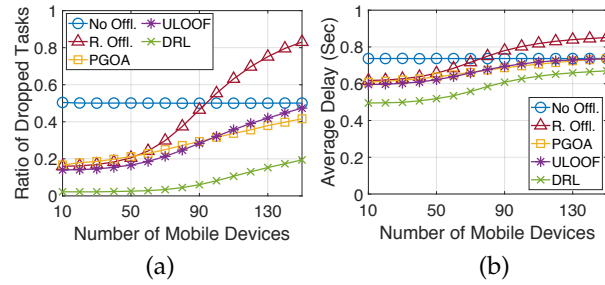 Ratio of Dropped Tasks
1
0.8
0.6
0.4
0.2
0
No Offl.
R. Offl.
PGOA
ULOOF
DRL
10
50
90
130
Number of Mobile Devices
(a)
Average Delay (Sec)
0.8
0.6
0.4
0.2
0
No Offl.
R. Offl.
PGOA
ULOOF
DRL
10
50
90
130
Number of Mobile Devices
(b)